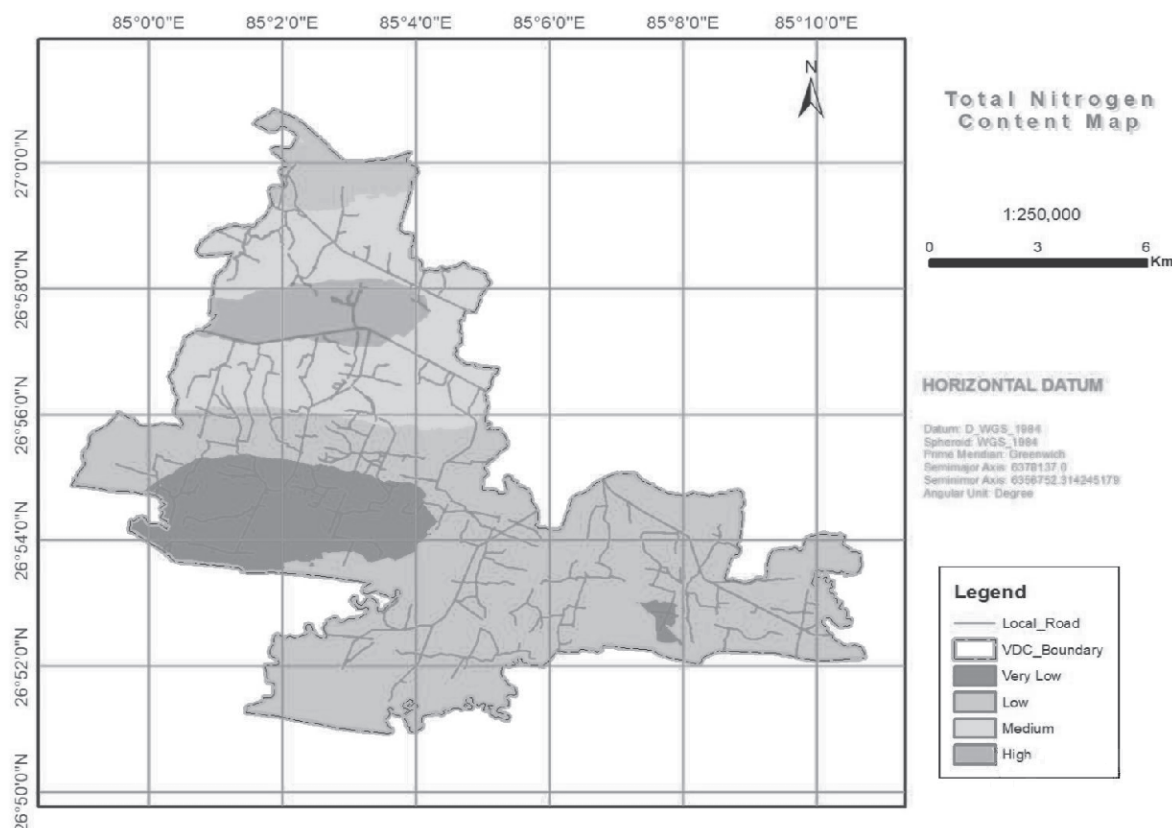 85°0'0"E 85°2'0"E 85°4'0"E 85°6'0"E 85°8'0"E 85°10'0"E
27°0'0"N
26°58'0"N
26°56'0"N
26°54'0"N
26°52'0"N
26°50'0"N
N
Total Nitrogen
Content Map
1:250,000
0 3 6
Km
HORIZONTAL DATUM
Datum: D_WGS_1984
Spheroid: WGS_1984
Prime Meridian: Greenwich
Semimajor Axis: 6378137.0
Semiminor Axis: 6356752.314245179
Angular Unit: Degree
Legend
Local_Road
VDC_Boundary
Very Low
Low
Medium
High